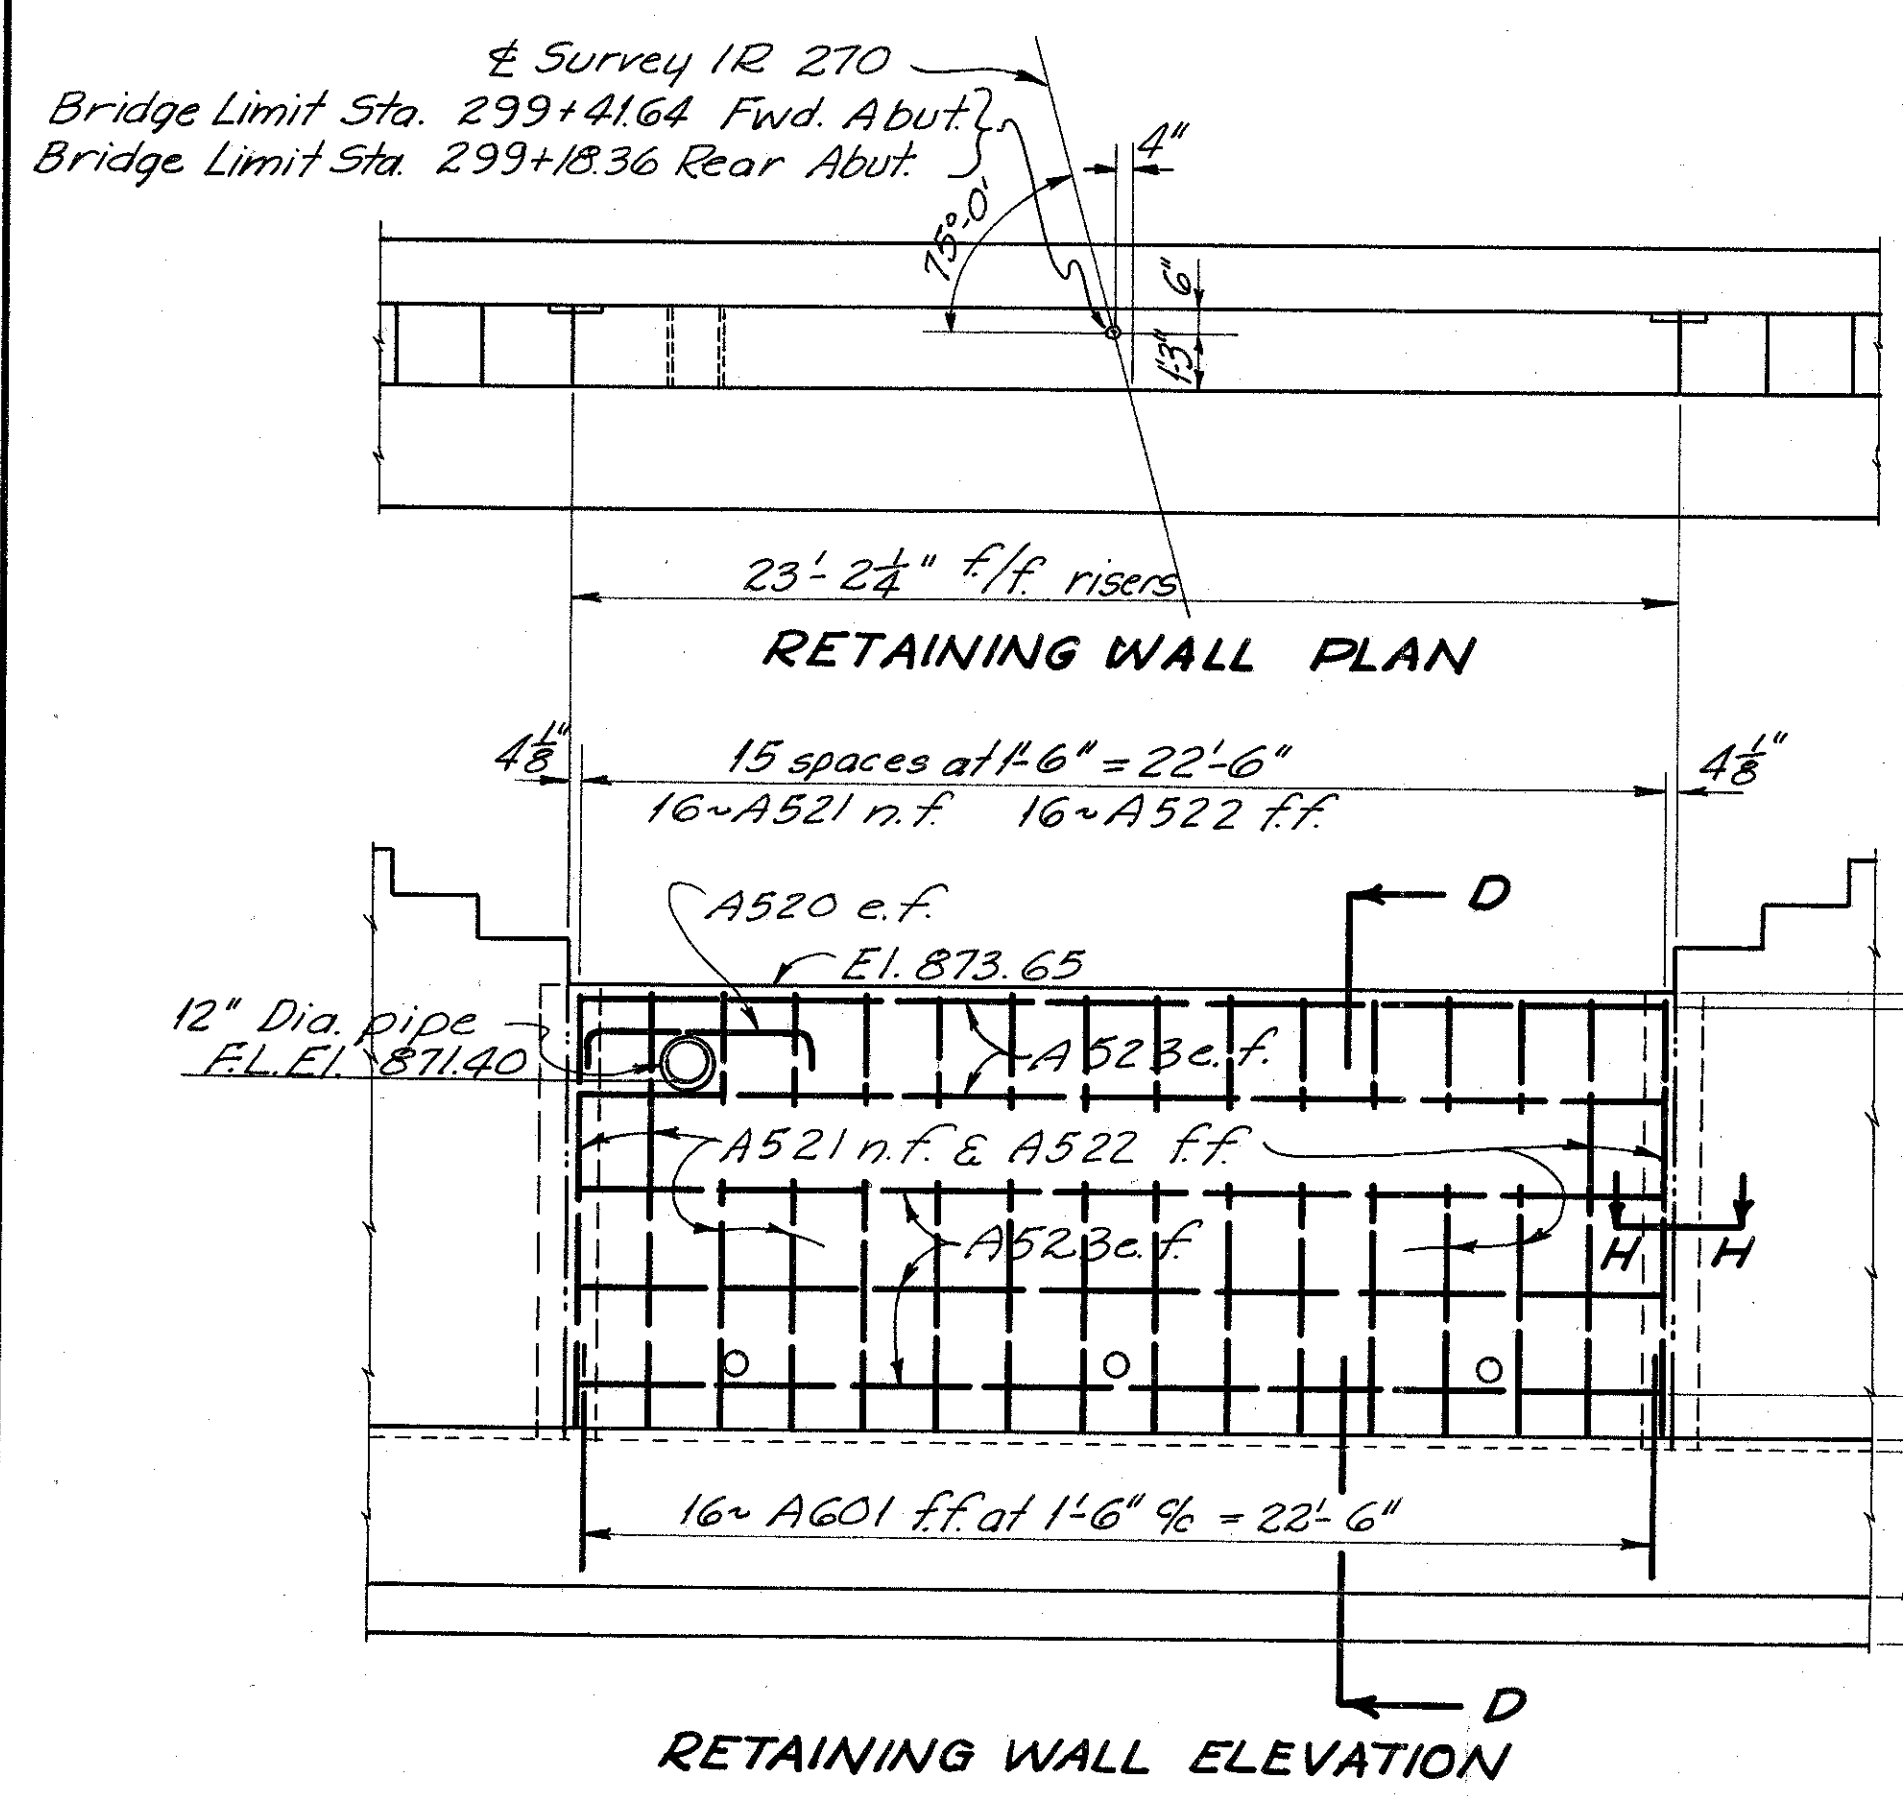 ℄ Survey IR 270
Bridge Limit Sta. 299+41.64 Fwd. Abut.
Bridge Limit Sta. 299+18.36 Rear Abut.
4"
75°-0'
6"
1'-3"
23'-2¼" f/f. risers
RETAINING WALL PLAN
4⅛"
15 spaces at 1'-6" = 22'-6"
4⅛"
16~A521 n.f. 16~A522 f.f.
A520 e.f.
D
El. 873.65
12" Dia. pipe
F.L. El. 871.40
A523 e.f.
A521 n.f. & A522 f.f.
A523 e.f.
H H
16~ A601 f.f. at 1'-6" c/c = 22'-6"
D
RETAINING WALL ELEVATION